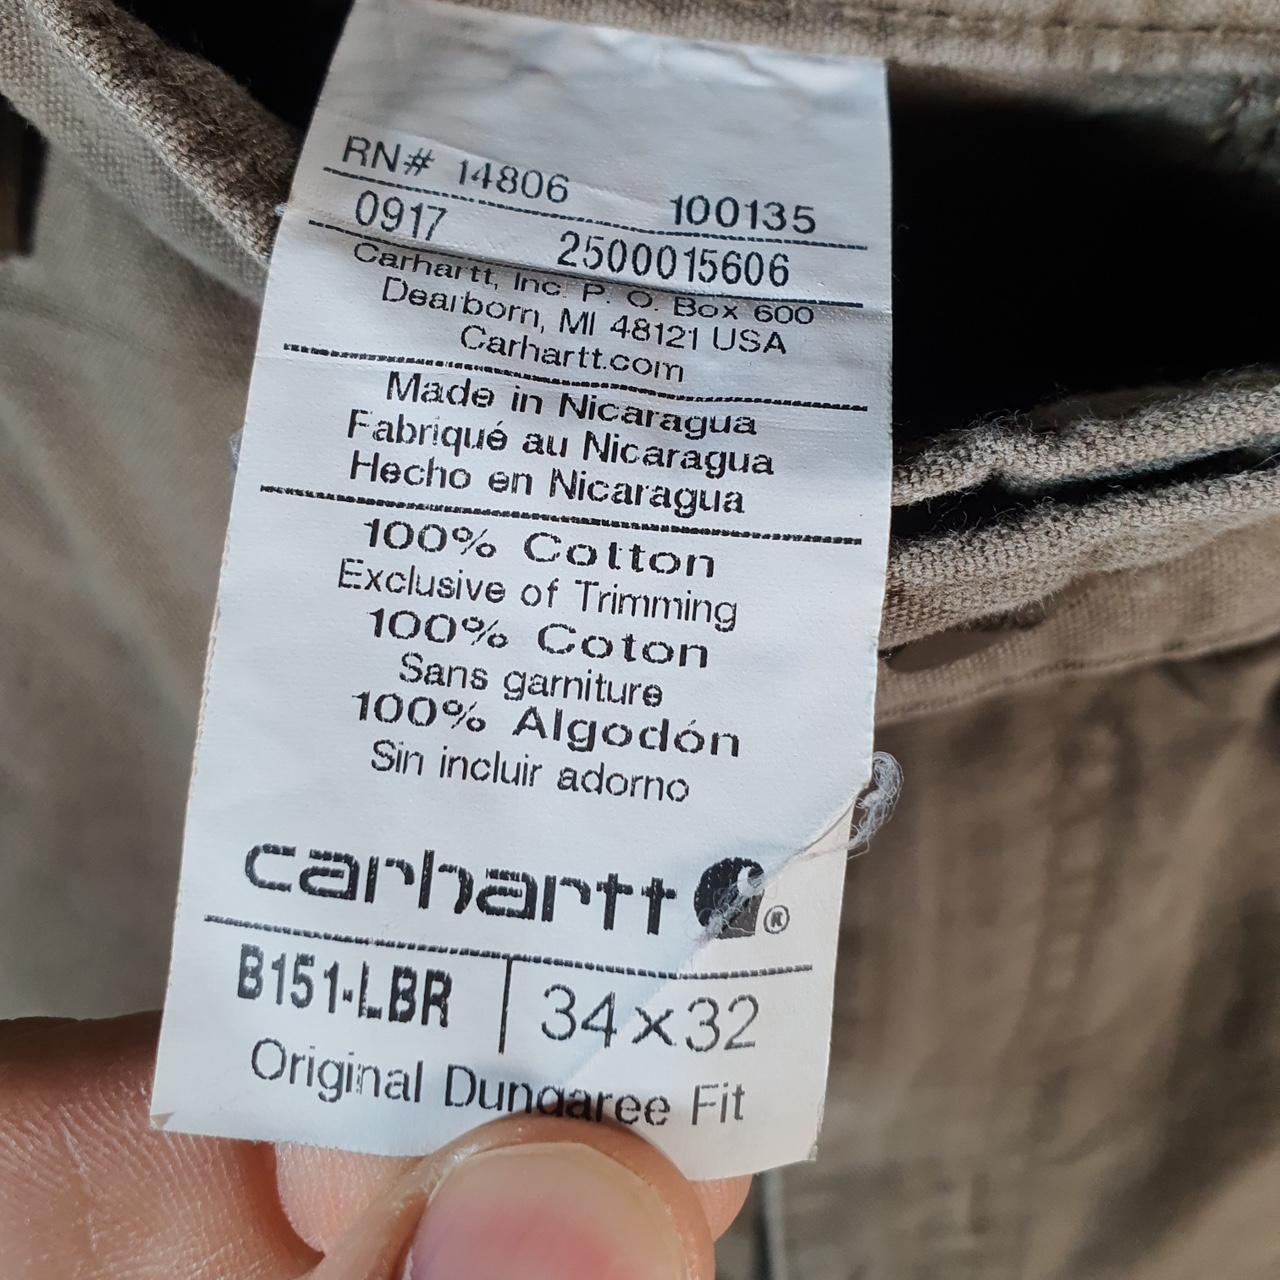 RN# 14806 100135
0917 2500015606
Carhartt, Inc. P. O. Box 600
Dearborn, MI 48121 USA
Carhartt.com
Made in Nicaragua
Fabriqué au Nicaragua
Hecho en Nicaragua
100% Cotton
Exclusive of Trimming
100% Coton
Sans garniture
100% Algodón
Sin incluir adorno
carhartt ®
B151-LBR 34x32
Original Dungaree Fit